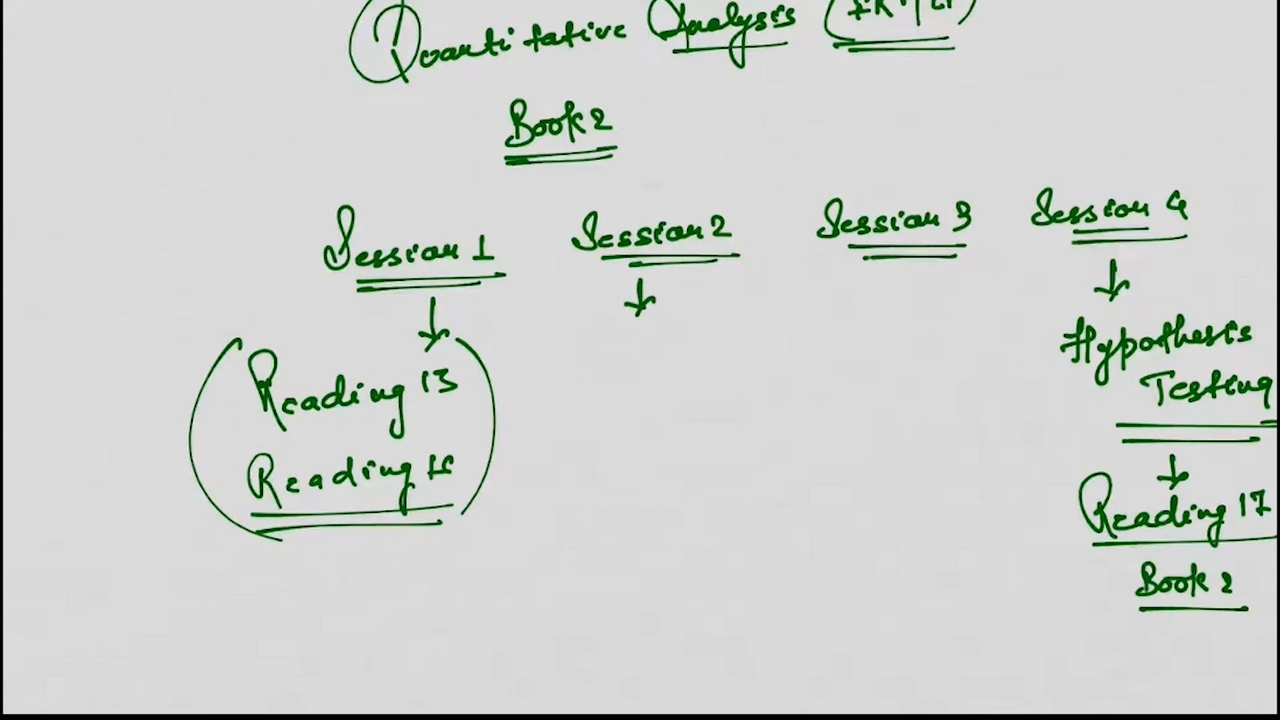 Quantitative Analysis
Book 2
Session 1 Session 2 Session 3 Session 4
Hypothesis
Testing
Reading 13
Reading
Reading 17
Book 2